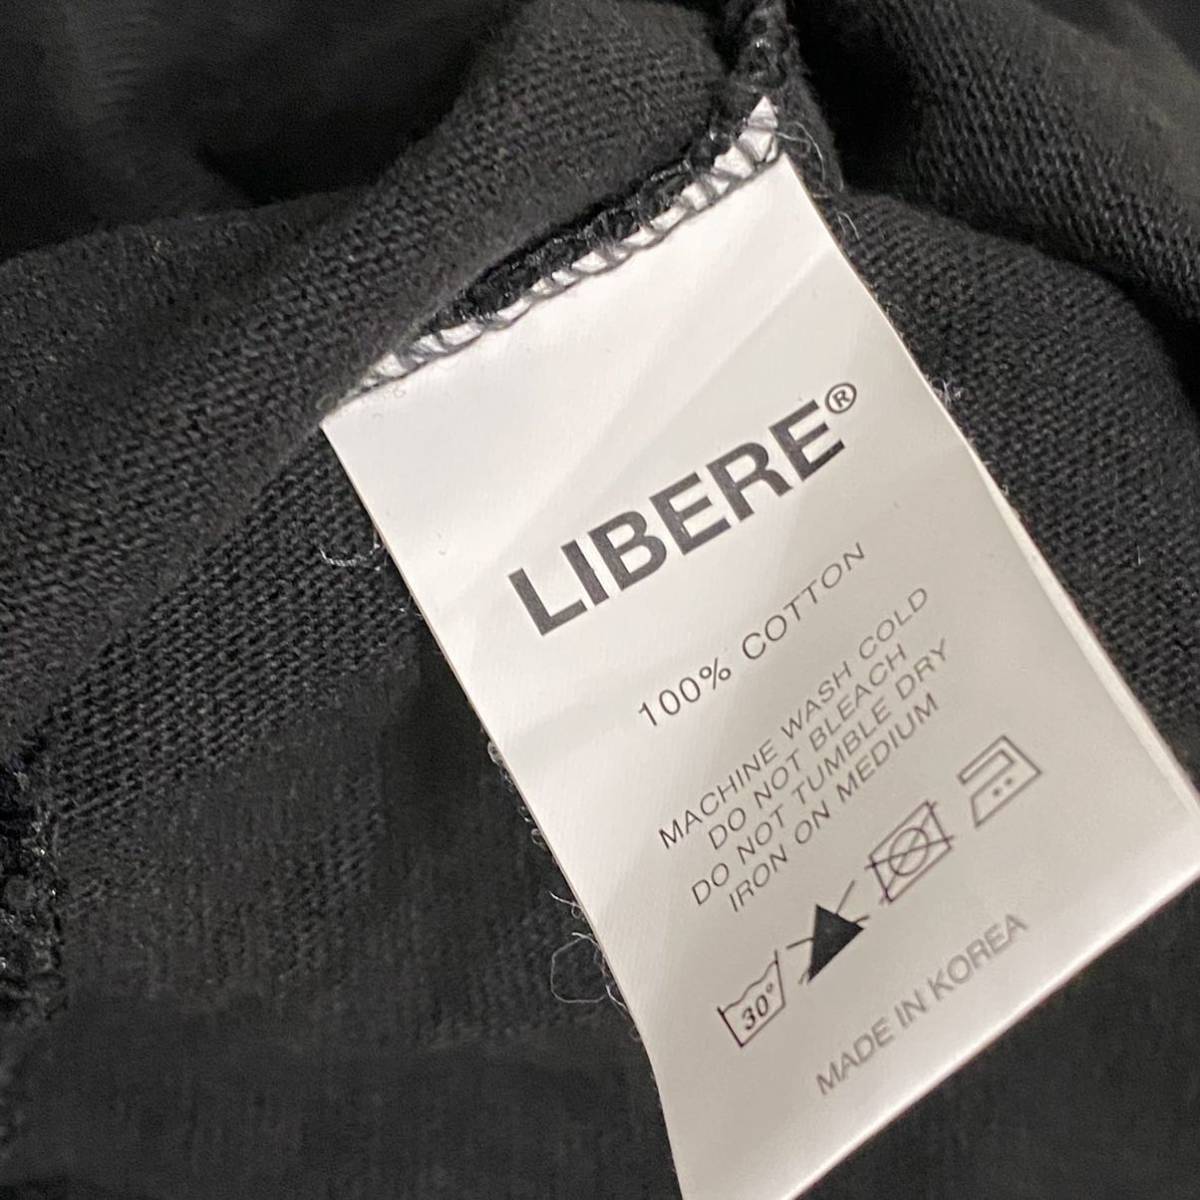 LIBERE®
100% COTTON
MACHINE WASH COLD
DO NOT BLEACH
DO NOT TUMBLE DRY
IRON ON MEDIUM
30°
MADE IN KOREA